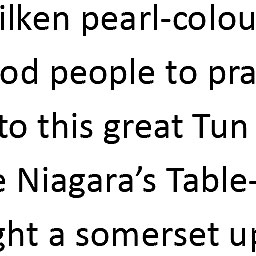 ilken pearl-colou
od people to pra
to this great Tun
e Niagara’s Table-
ght a somerset up